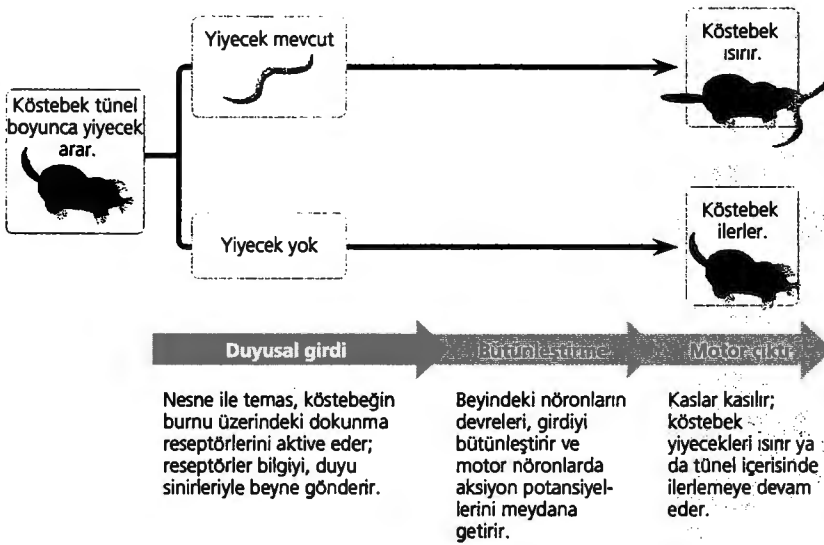 Köstebek tünel
boyunca yiyecek
arar.
Yiyecek mevcut
Köstebek
ısırır.
Yiyecek yok
Köstebek
ilerler.
Duyusal girdi
Bütünleştirme
Motor çıktı
Nesne ile temas, köstebeğin
burnu üzerindeki dokunma
reseptörlerini aktive eder;
reseptörler bilgiyi, duyu
sinirleriyle beyne gönderir.
Beyindeki nöronların
devreleri, girdiyi
bütünleştirir ve
motor nöronlarda
aksiyon potansiyel-
lerini meydana
getirir.
Kaslar kasılır;
köstebek
yiyecekleri ısırır ya
da tünel içerisinde
ilerlemeye devam
eder.